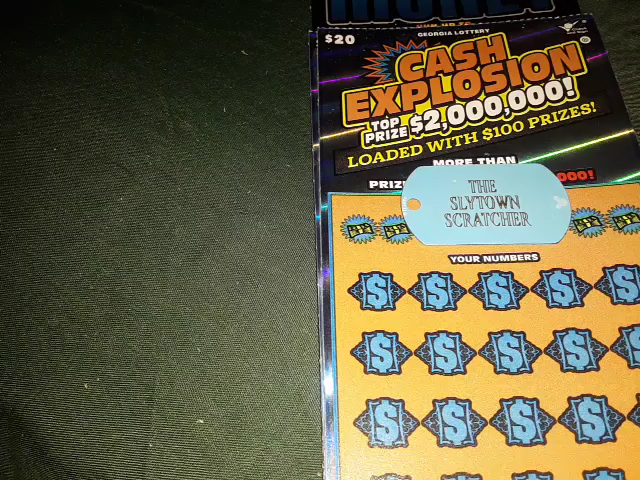 MONEY
GEORGIA LOTTERY
$20
CASH
EXPLOSION
TOP
PRIZE $2,000,000!
LOADED WITH $100 PRIZES!
MORE THAN
THE
SLYTOWN
SCRATCHER
YOUR NUMBERS